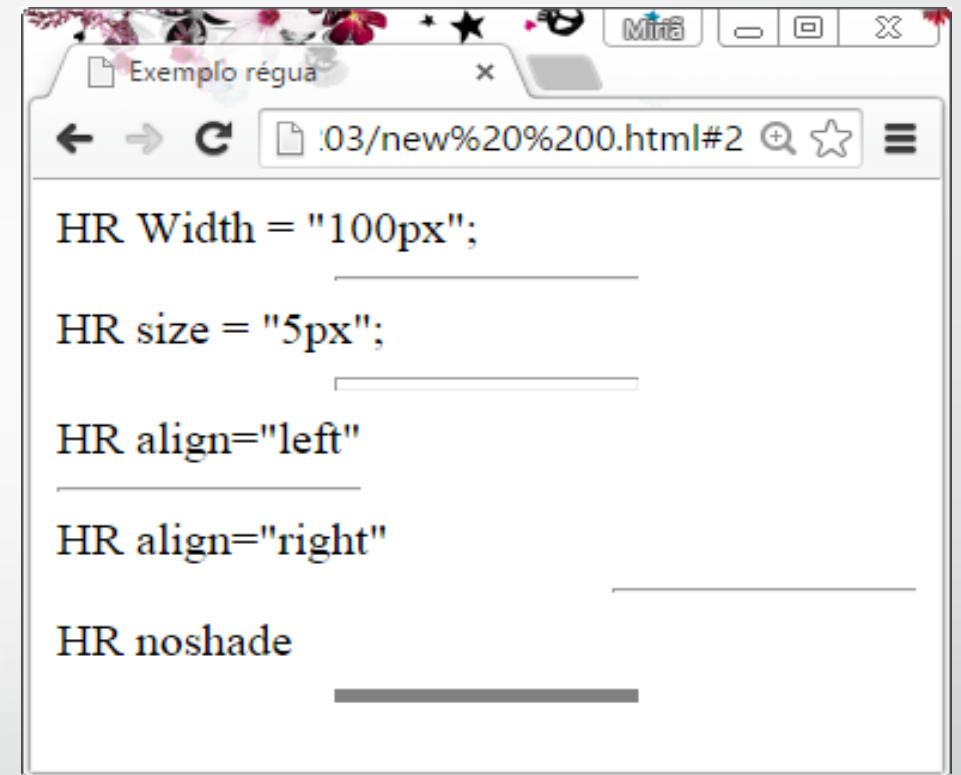 Miriã
Exemplo régua
:03/new%20%200.html#2
HR Width = "100px";
HR size = "5px";
HR align="left"
HR align="right"
HR noshade